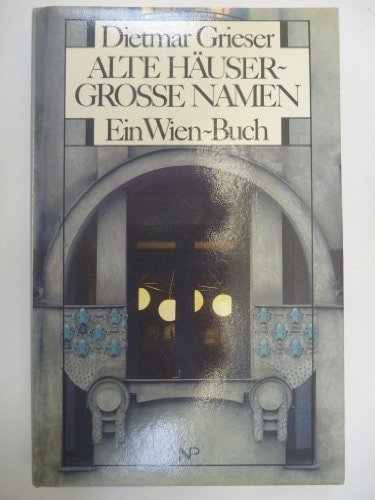 Dietmar Grieser
ALTE HÄUSER-
GROSSE NAMEN
Ein Wien-Buch
NP